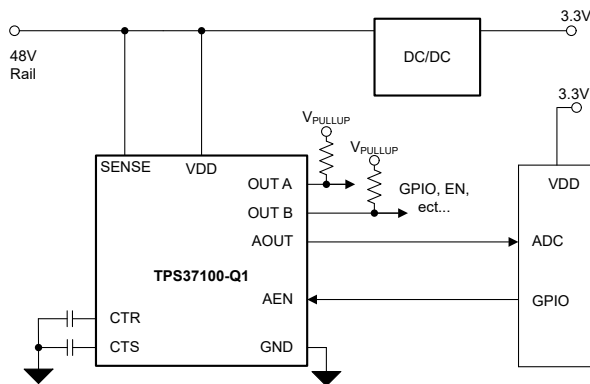 48V
Rail
DC/DC
3.3V
3.3V
VPULLUP
VPULLUP
SENSE
VDD
OUT A
OUT B
AOUT
GPIO, EN,
ect...
VDD
ADC
TPS37100-Q1
AEN
GPIO
CTR
CTS
GND